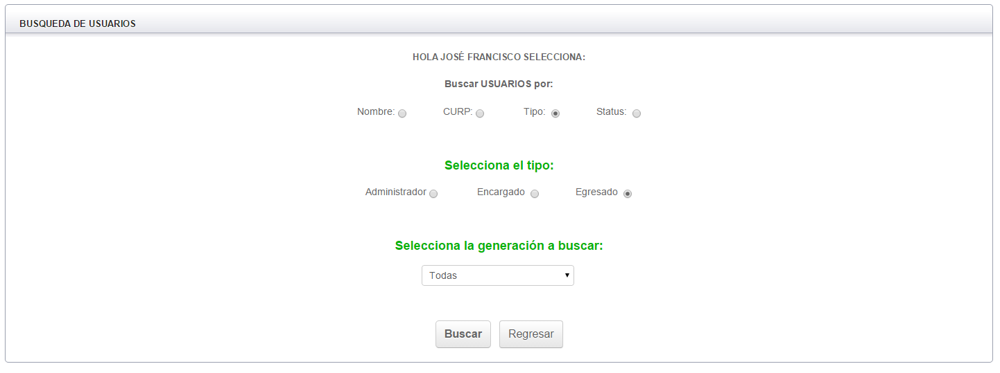 BUSQUEDA DE USUARIOS
HOLA JOSÉ FRANCISCO SELECCIONA:
Buscar USUARIOS por:
Nombre: CURP: Tipo: Status:
Selecciona el tipo:
Administrador Encargado Egresado
Selecciona la generación a buscar:
Todas
Buscar Regresar